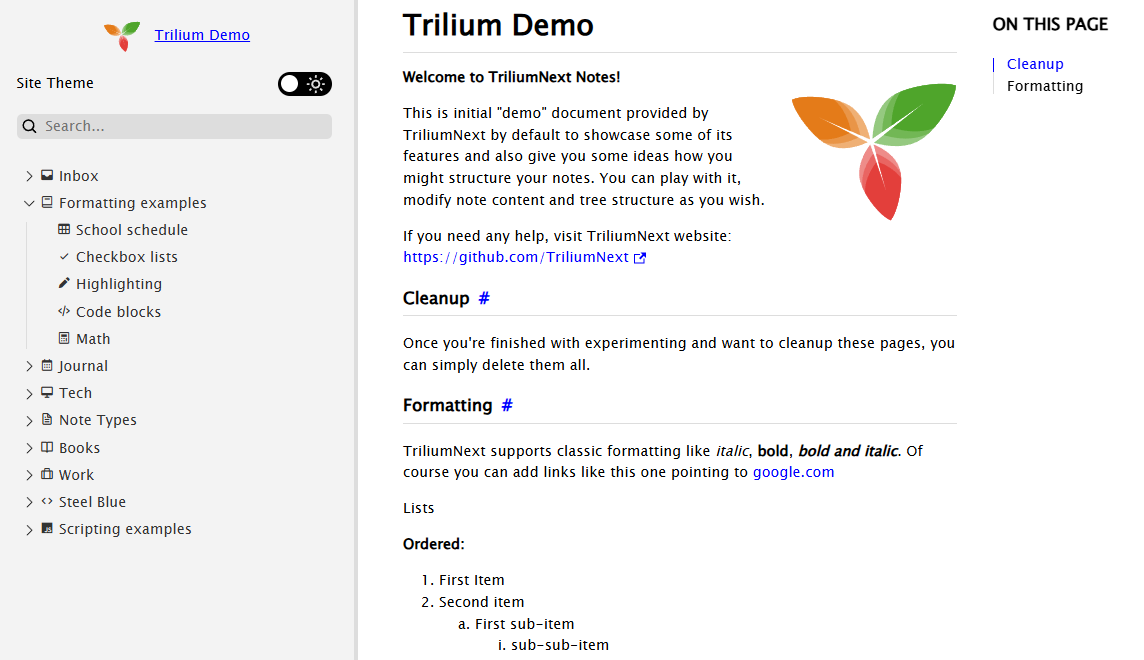 Trilium Demo
Site Theme
Search...
Inbox
Formatting examples
School schedule
Checkbox lists
Highlighting
Code blocks
Math
Journal
Tech
Note Types
Books
Work
Steel Blue
Scripting examples
Trilium Demo
Welcome to TriliumNext Notes!
This is initial "demo" document provided by
TriliumNext by default to showcase some of its
features and also give you some ideas how you
might structure your notes. You can play with it,
modify note content and tree structure as you wish.
If you need any help, visit TriliumNext website:
https://github.com/TriliumNext
Cleanup #
Once you're finished with experimenting and want to cleanup these pages, you
can simply delete them all.
Formatting #
TriliumNext supports classic formatting like italic, bold, bold and italic. Of
course you can add links like this one pointing to google.com
Lists
Ordered:
1. First Item
2. Second item
a. First sub-item
i. sub-sub-item
ON THIS PAGE
Cleanup
Formatting